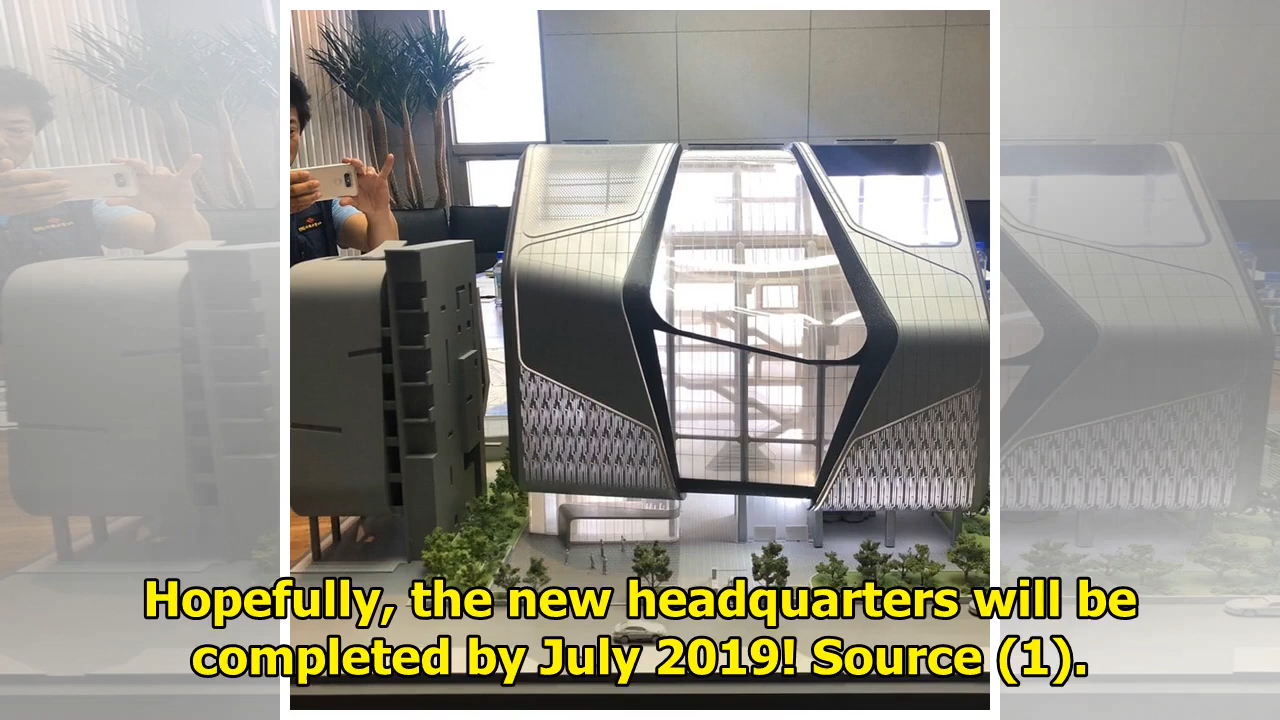 Hopefully, the new headquarters will be
completed by July 2019! Source (1).